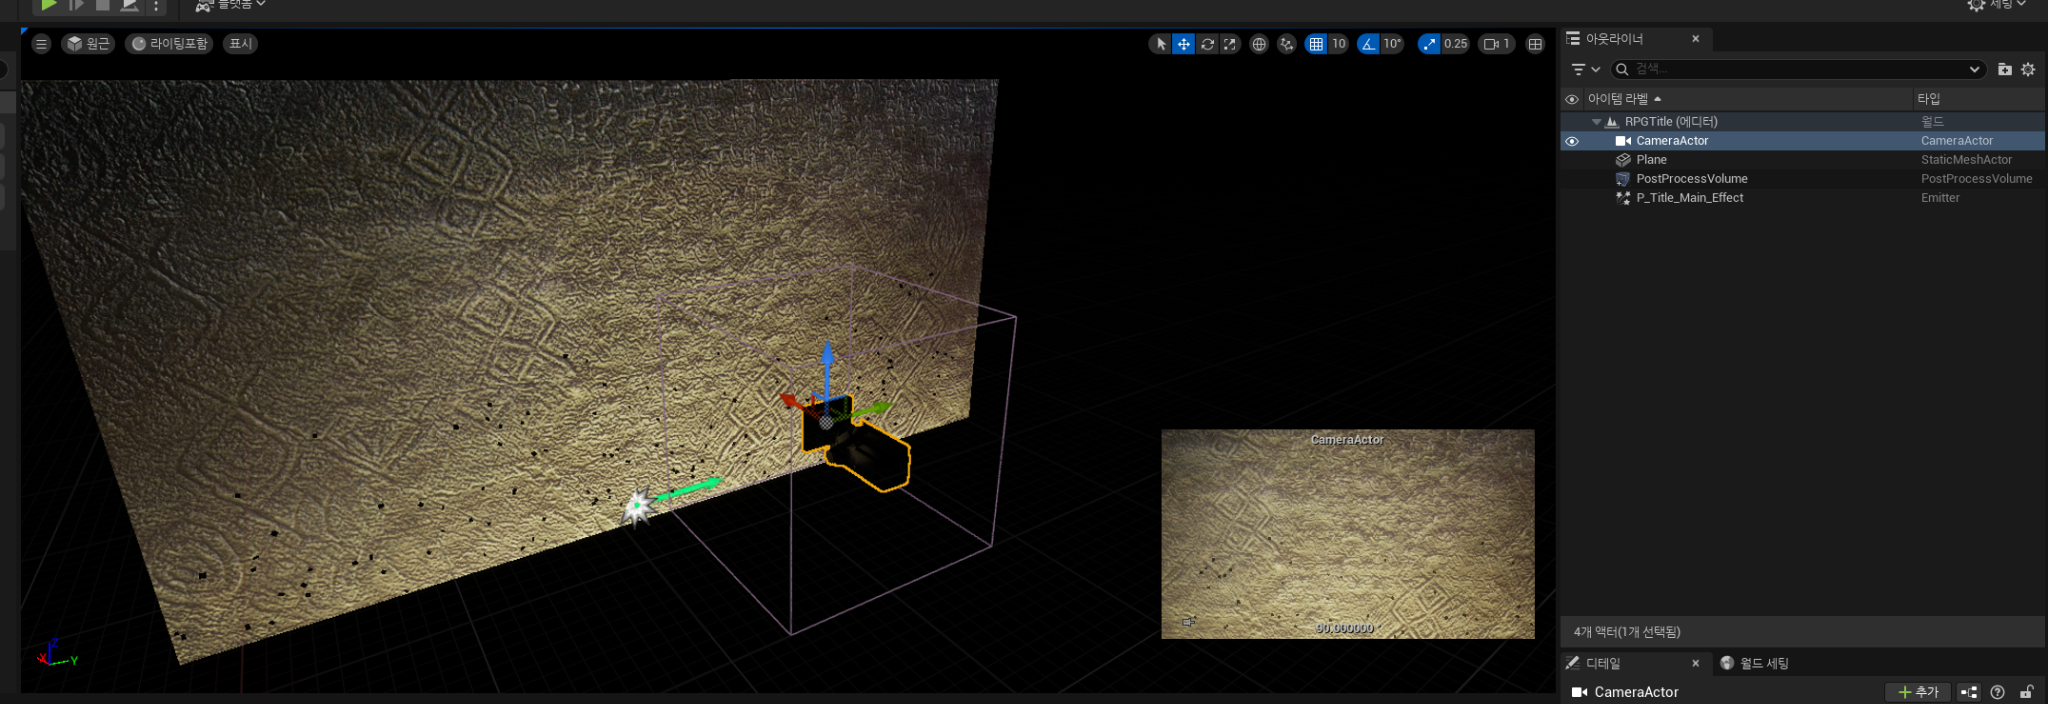 플랫폼
세팅
원근
라이팅포함
표시
10
10°
0.25
1
아웃라이너
검색...
아이템 라벨
타입
RPGTitle (에디터)
월드
CameraActor
CameraActor
Plane
StaticMeshActor
PostProcessVolume
PostProcessVolume
P_Title_Main_Effect
Emitter
CameraActor
90.000000 °
Z
X
Y
4개 액터(1개 선택됨)
디테일
월드 세팅
CameraActor
추가